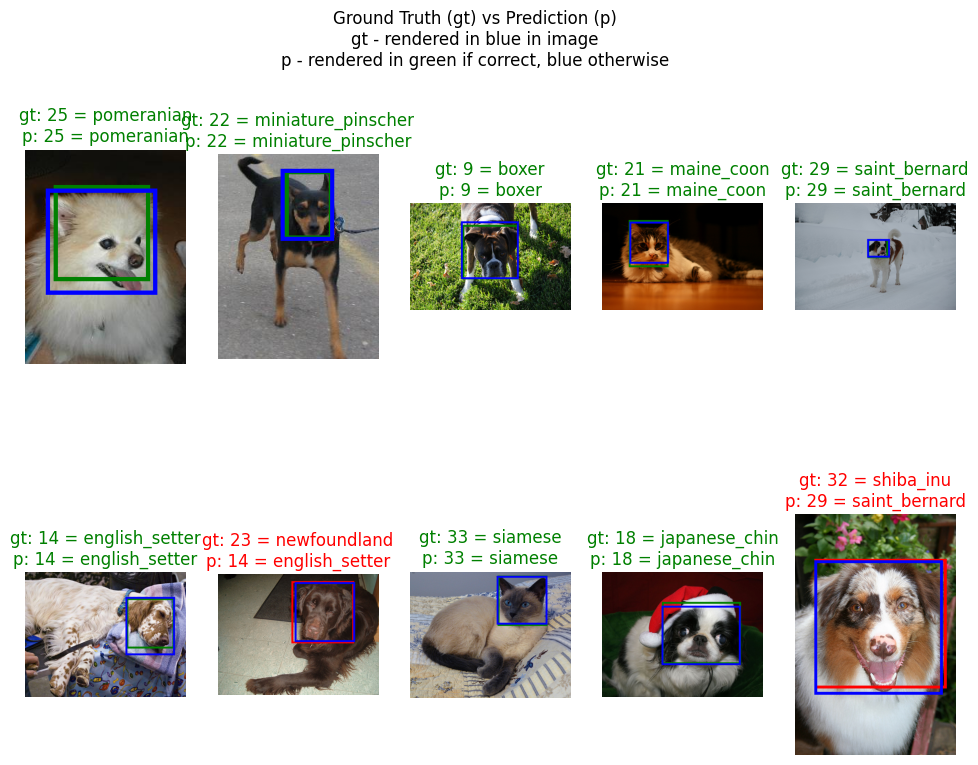 Ground Truth (gt) vs Prediction (p)
gt - rendered in blue in image
p - rendered in green if correct, blue otherwise
gt: 25 = pomeranian
p: 25 = pomeranian
gt: 22 = miniature_pinscher
p: 22 = miniature_pinscher
gt: 9 = boxer
p: 9 = boxer
gt: 21 = maine_coon
p: 21 = maine_coon
gt: 29 = saint_bernard
p: 29 = saint_bernard
gt: 14 = english_setter
p: 14 = english_setter
gt: 23 = newfoundland
p: 14 = english_setter
gt: 33 = siamese
p: 33 = siamese
gt: 18 = japanese_chin
p: 18 = japanese_chin
gt: 32 = shiba_inu
p: 29 = saint_bernard